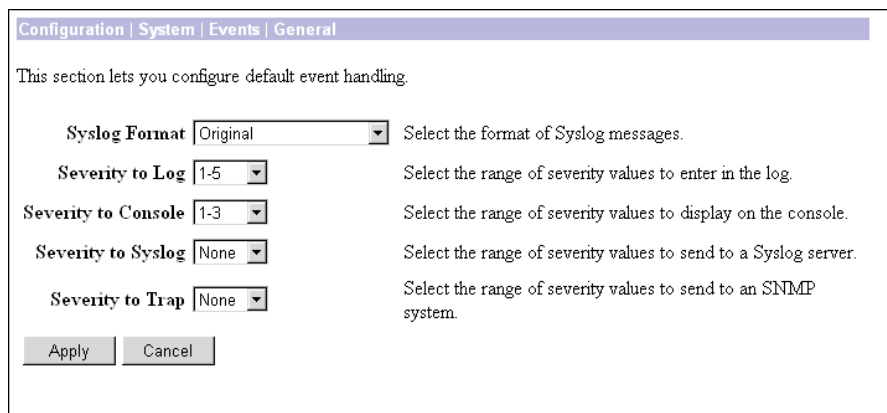 Configuration | System | Events | General
This section lets you configure default event handling.
Syslog Format Original Select the format of Syslog messages.
Severity to Log 1-5 Select the range of severity values to enter in the log.
Severity to Console 1-3 Select the range of severity values to display on the console.
Severity to Syslog None Select the range of severity values to send to a Syslog server.
Severity to Trap None Select the range of severity values to send to an SNMP
system.
Apply Cancel